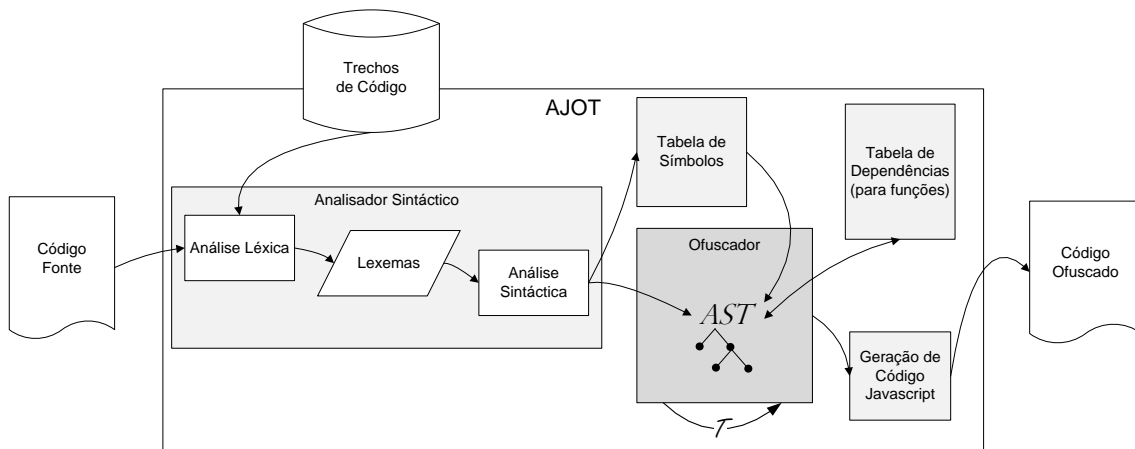 Trechos
de Código
AJOT
Tabela de
Símbolos
Tabela de
Dependências
(para funções)
Analisador Sintáctico
Código
Fonte
Análise Léxica
Lexemas
Análise
Sintáctica
Ofuscador
AST
Código
Ofuscado
Geração de
Código
Javascript
T